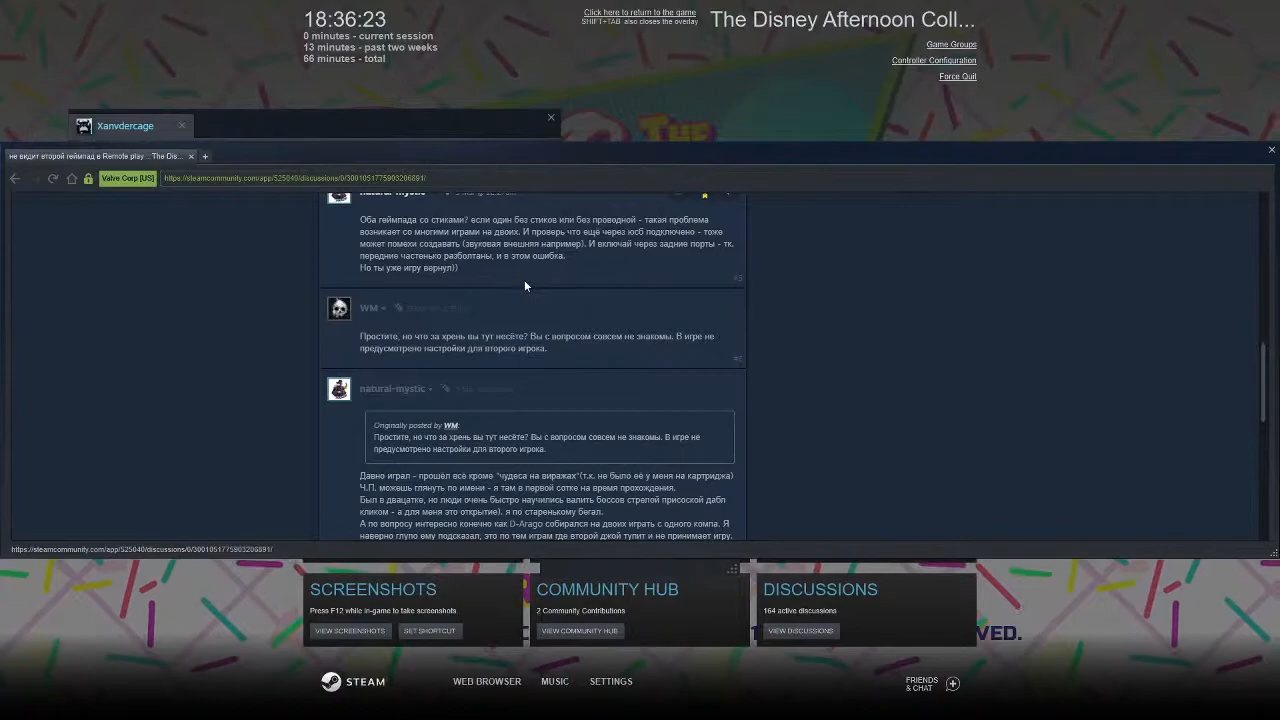 18:36:23
0 minutes - current session
13 minutes - past two weeks
66 minutes - total
Click here to return to the game
SHIFT+TAB also closes the overlay
The Disney Afternoon Coll...
Game Groups
Controller Configuration
Force Quit
Xanvdercage
THE
не видит второй геймпад в Remote play :: The Dis...
Valve Corp [US]
https://steamcommunity.com/app/525040/discussions/0/3001051775903206891/
natural-mystic
Оба геймпада со стиками? если один без стиков или без проводной - такая проблема
возникает со многими играми на двоих. И проверь что ещё через юсб подключено - тоже
может помехи создавать (звуковая внешняя например). И включай через задние порты - тк.
передние частенько разболтаны, и в этом ошибка.
Но ты уже игру вернул))
#5
WM
Простите, но что за хрень вы тут несёте? Вы с вопросом совсем не знакомы. В игре не
предусмотрено настройки для второго игрока.
#6
natural-mystic
Originally posted by WM:
Простите, но что за хрень вы тут несёте? Вы с вопросом совсем не знакомы. В игре не
предусмотрено настройки для второго игрока.
Давно играл - прошёл всё кроме "чудеса на виражах"(т.к. не было её у меня на картриджа)
Ч.П. можешь глянуть по имени - я там в первой сотке на время прохождения.
Был в двацатке, но люди очень быстро научились валить боссов стрелой присоской дабл
кликом - а для меня это открытие). я по старенькому бегал.
А по вопросу интересно конечно как D-Arago собирался на двоих играть с одного компа. Я
наверно глупо ему подсказал, это по тем играм где второй джой тупит и не принимает игру.
https://steamcommunity.com/app/525040/discussions/0/3001051775903206891/
SCREENSHOTS
Press F12 while in-game to take screenshots
VIEW SCREENSHOTS
SET SHORTCUT
COMMUNITY HUB
2 Community Contributions
VIEW COMMUNITY HUB
DISCUSSIONS
164 active discussions
VIEW DISCUSSIONS
VED.
STEAM
WEB BROWSER
MUSIC
SETTINGS
FRIENDS
& CHAT